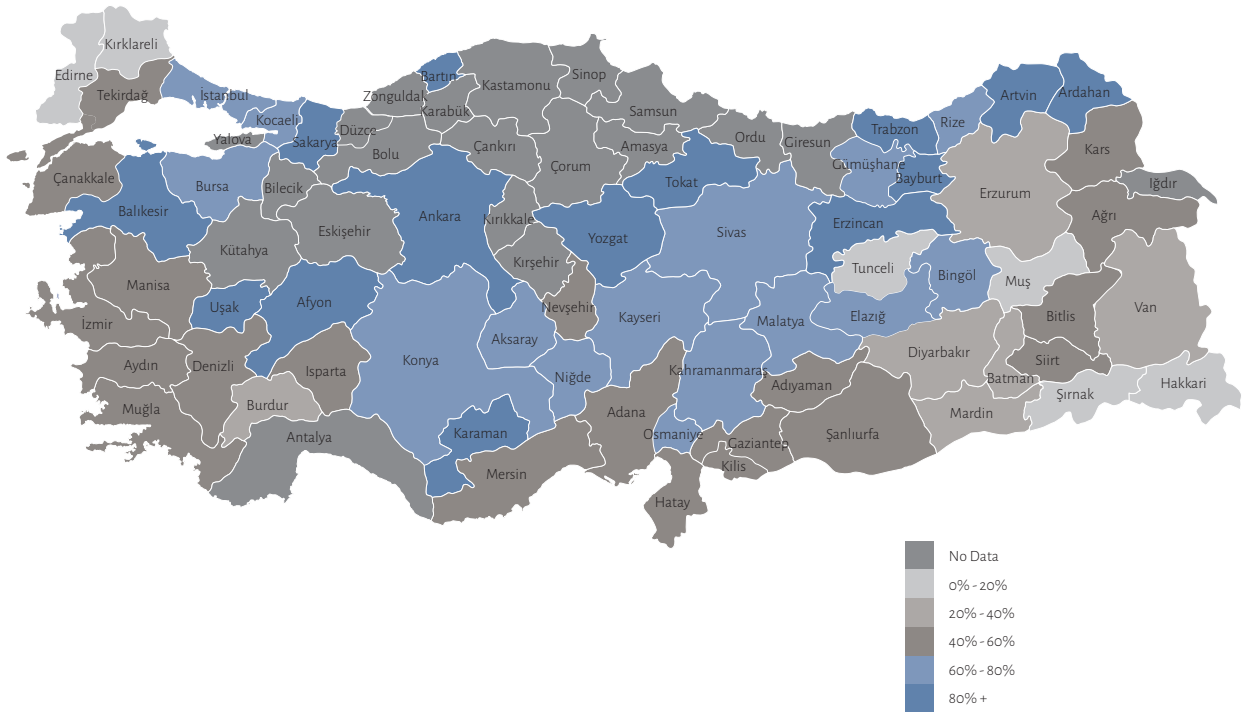 Kırklareli
Edirne
Tekirdağ
İstanbul
Kocaeli
Yalova
Sakarya
Düzce
Zonguldak
Bartın
Karabük
Kastamonu
Sinop
Samsun
Bolu
Çankırı
Çorum
Amasya
Ordu
Giresun
Trabzon
Rize
Artvin
Ardahan
Kars
Iğdır
Gümüşhane
Bayburt
Erzurum
Ağrı
Çanakkale
Balıkesir
Bursa
Bilecik
Eskişehir
Kütahya
Ankara
Kırıkkale
Kırşehir
Yozgat
Tokat
Sivas
Erzincan
Tunceli
Bingöl
Muş
Van
Bitlis
Manisa
Uşak
Afyon
İzmir
Aydın
Denizli
Isparta
Muğla
Burdur
Antalya
Konya
Aksaray
Nevşehir
Kayseri
Niğde
Malatya
Elazığ
Diyarbakır
Batman
Siirt
Şırnak
Hakkari
Kahramanmaraş
Adıyaman
Mardin
Şanlıurfa
Gaziantep
Kilis
Osmaniye
Adana
Karaman
Mersin
Hatay
No Data
0% - 20%
20% - 40%
40% - 60%
60% - 80%
80% +